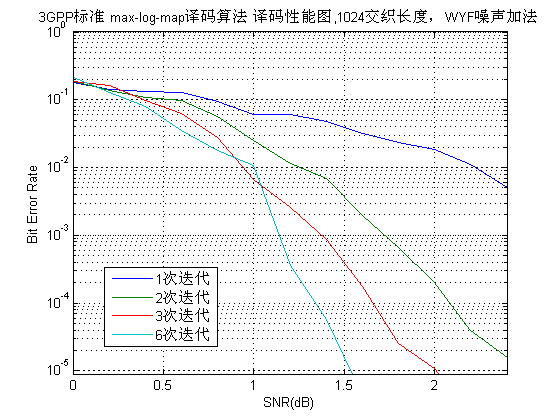 3GPP标准 max-log-map译码算法 译码性能图,1024交织长度，WYF噪声加法
10^0
10^-1
10^-2
10^-3
10^-4
10^-5
Bit Error Rate
1次迭代
2次迭代
3次迭代
6次迭代
0 0.5 1 1.5 2
SNR(dB)